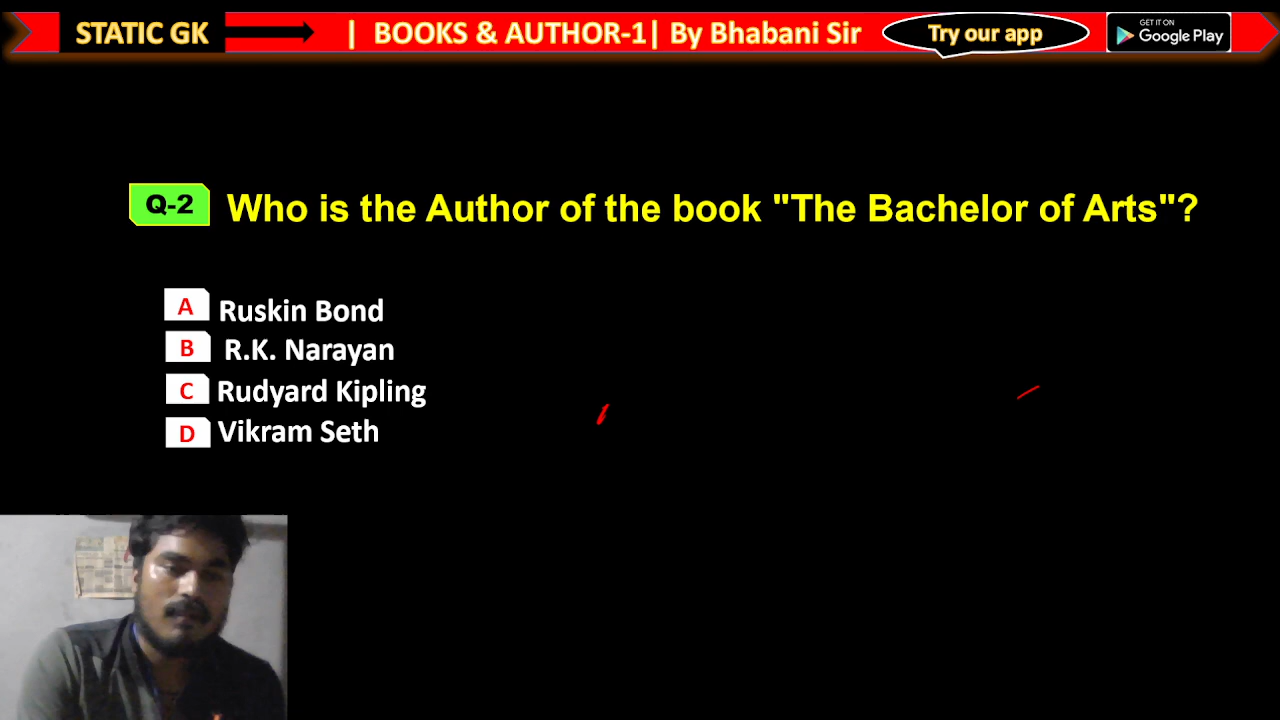 STATIC GK | BOOKS & AUTHOR-1| By Bhabani Sir Try our app GET IT ON Google Play
Q-2 Who is the Author of the book "The Bachelor of Arts"?
A Ruskin Bond
B R.K. Narayan
C Rudyard Kipling
D Vikram Seth